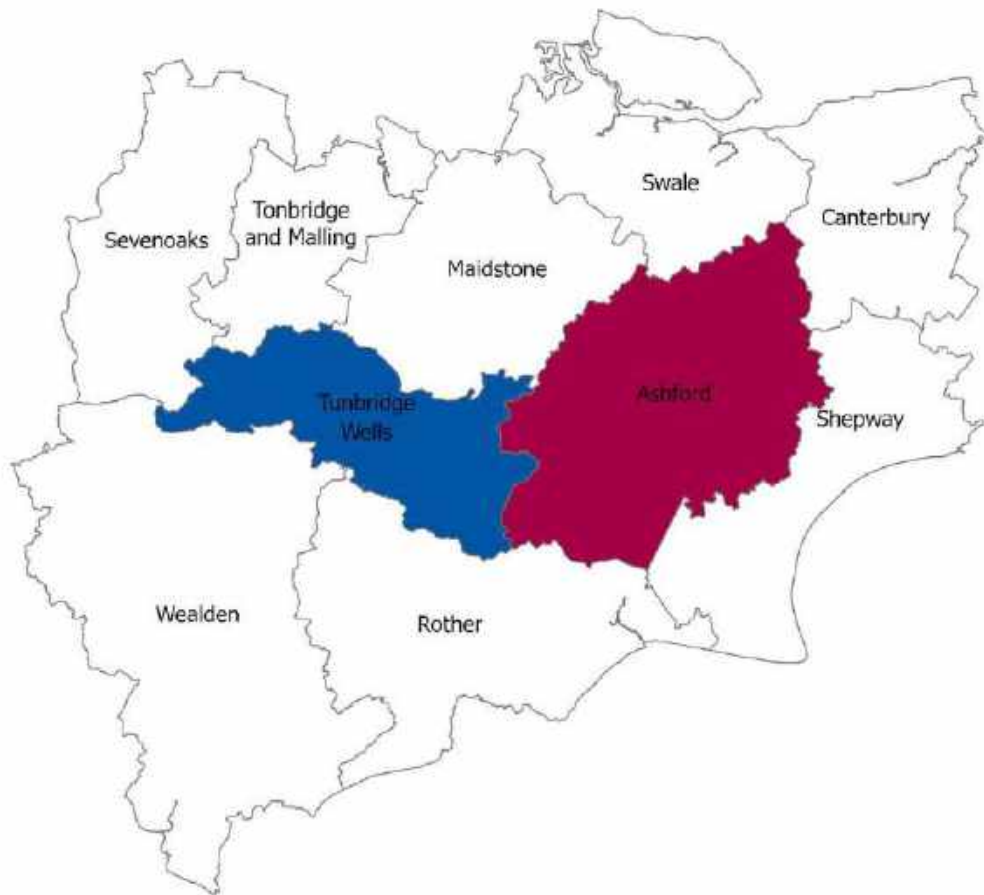 Swale
Tonbridge
and Malling
Canterbury
Sevenoaks
Maidstone
Ashford
Tunbridge
Wells
Shepway
Wealden
Rother